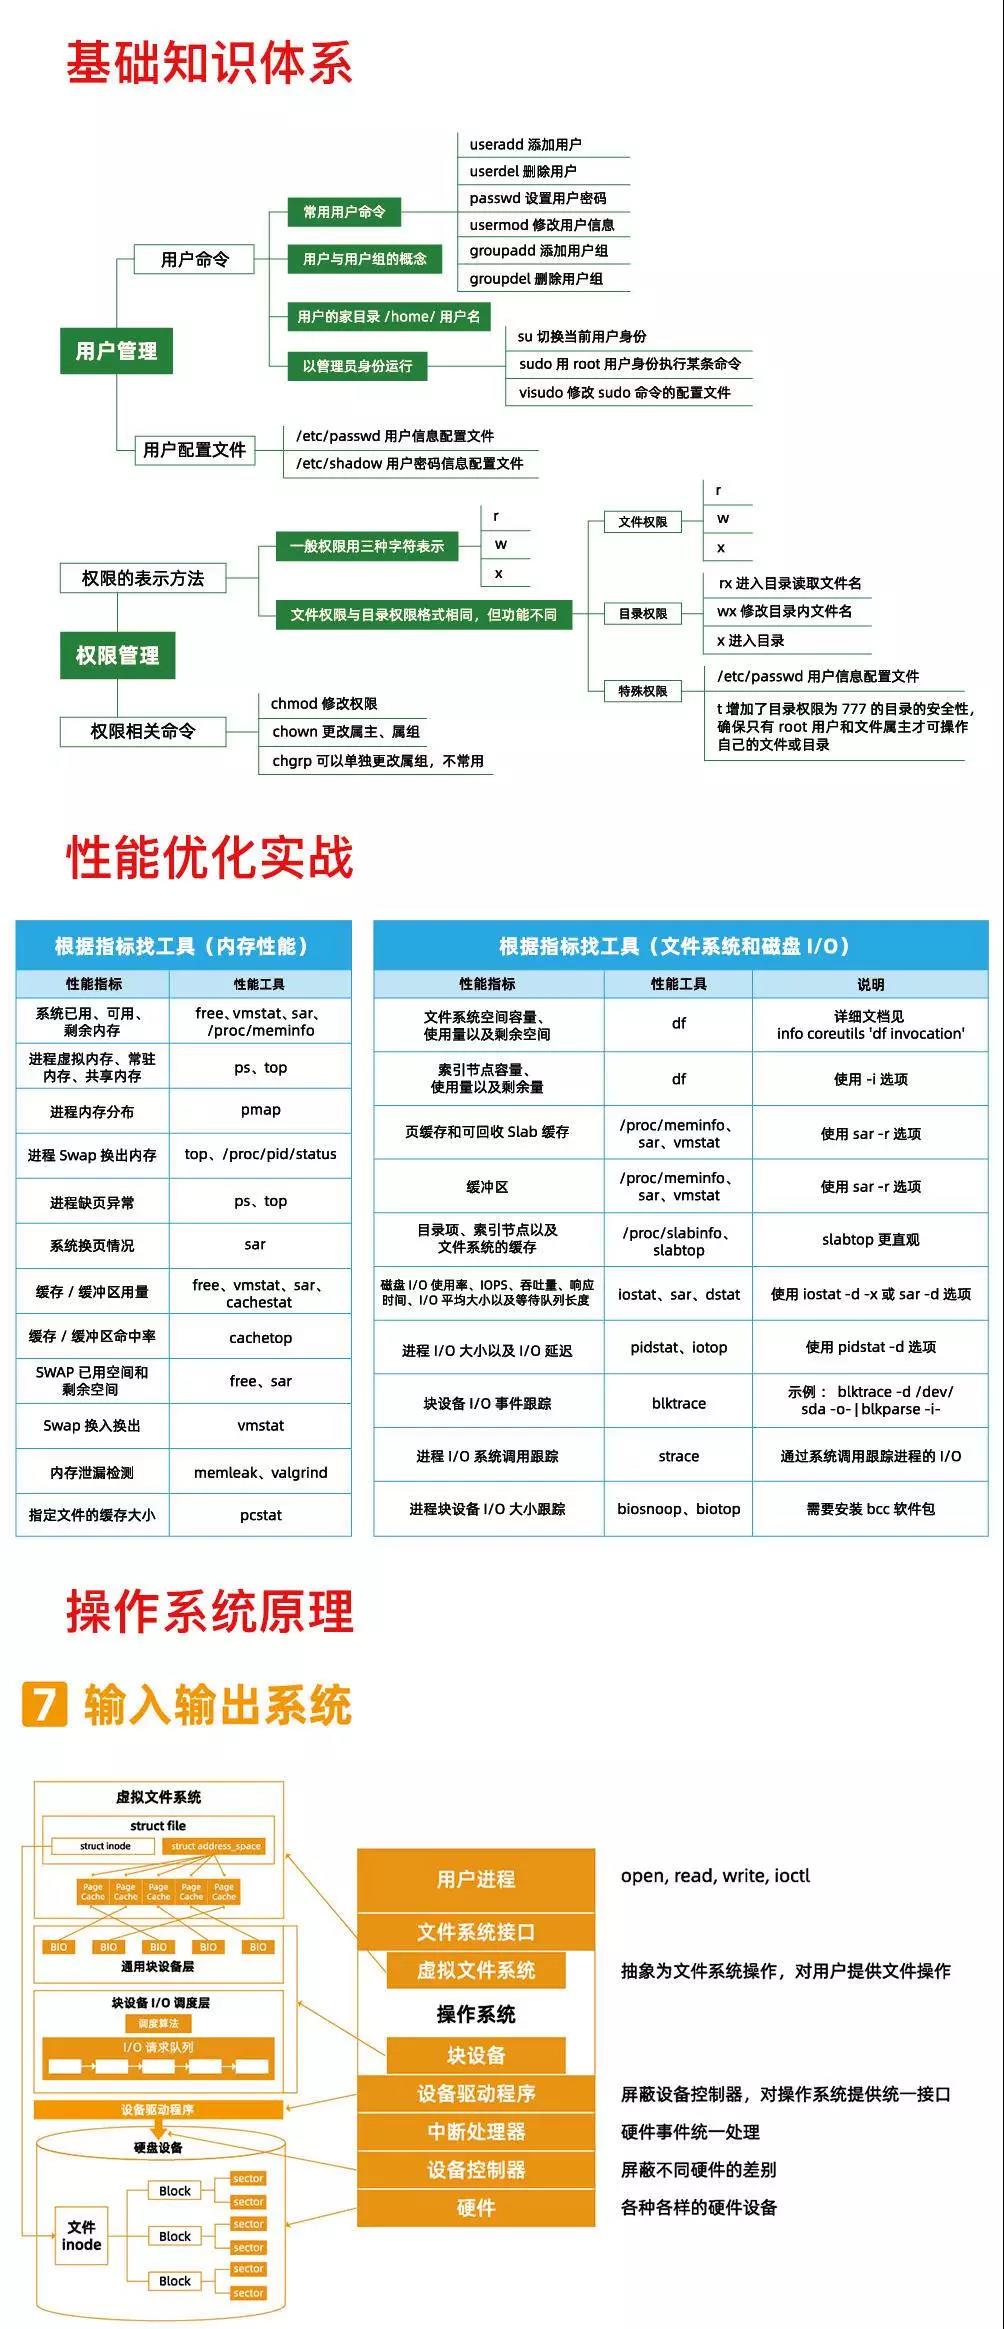 基础知识体系
useradd 添加用户
userdel 删除用户
passwd 设置用户密码
usermod 修改用户信息
groupadd 添加用户组
groupdel 删除用户组
常用用户命令
用户命令
用户与用户组的概念
用户的家目录 /home/ 用户名
用户管理
以管理员身份运行
su 切换当前用户身份
sudo 用 root 用户身份执行某条命令
visudo 修改 sudo 命令的配置文件
用户配置文件
/etc/passwd 用户信息配置文件
/etc/shadow 用户密码信息配置文件
权限的表示方法
一般权限用三种字符表示
r
w
x
文件权限与目录权限格式相同，但功能不同
文件权限
r
w
x
目录权限
rx 进入目录读取文件名
wx 修改目录内文件名
x 进入目录
特殊权限
/etc/passwd 用户信息配置文件
t 增加了目录权限为 777 的目录的安全性，
确保只有 root 用户和文件属主才可操作
自己的文件或目录
权限管理
权限相关命令
chmod 修改权限
chown 更改属主、属组
chgrp 可以单独更改属组，不常用
性能优化实战
根据指标找工具（内存性能）
性能指标 性能工具
系统已用、可用、
剩余内存
free、vmstat、sar、
/proc/meminfo
进程虚拟内存、常驻
内存、共享内存
ps、top
进程内存分布 pmap
进程 Swap 换出内存 top、/proc/pid/status
进程缺页异常 ps、top
系统换页情况 sar
缓存 / 缓冲区用量
free、vmstat、sar、
cachestat
缓存 / 缓冲区命中率 cachetop
SWAP 已用空间和
剩余空间
free、sar
Swap 换入换出 vmstat
内存泄漏检测 memleak、valgrind
指定文件的缓存大小 pcstat
根据指标找工具（文件系统和磁盘 I/O）
性能指标 性能工具 说明
文件系统空间容量、
使用量以及剩余空间
df
详细文档见
info coreutils 'df invocation'
索引节点容量、
使用量以及剩余量
df
使用 -i 选项
页缓存和可回收 Slab 缓存
/proc/meminfo、
sar、vmstat
使用 sar -r 选项
缓冲区
/proc/meminfo、
sar、vmstat
使用 sar -r 选项
目录项、索引节点以及
文件系统的缓存
/proc/slabinfo、
slabtop
slabtop 更直观
磁盘 I/O 使用率、IOPS、吞吐量、响应
时间、I/O 平均大小以及等待队列长度
iostat、sar、dstat
使用 iostat -d -x 或 sar -d 选项
进程 I/O 大小以及 I/O 延迟 pidstat、iotop 使用 pidstat -d 选项
块设备 I/O 事件跟踪 blktrace
示例： blktrace -d /dev/
sda -o- | blkparse -i-
进程 I/O 系统调用跟踪 strace 通过系统调用跟踪进程的 I/O
进程块设备 I/O 大小跟踪 biosnoop、biotop 需要安装 bcc 软件包
操作系统原理
7 输入输出系统
虚拟文件系统
struct file
struct inode struct address_space
Page Cache
Page Cache
Page Cache
Page Cache
Page Cache
BIO BIO BIO BIO BIO
通用块设备层
块设备 I/O 调度层
调度算法
I/O 请求队列
设备驱动程序
硬盘设备
文件
inode
Block
sector
sector
Block
sector
sector
Block
sector
sector
用户进程 open, read, write, ioctl
文件系统接口
虚拟文件系统 抽象为文件系统操作，对用户提供文件操作
操作系统
块设备
设备驱动程序 屏蔽设备控制器，对操作系统提供统一接口
中断处理器 硬件事件统一处理
设备控制器 屏蔽不同硬件的差别
硬件 各种各样的硬件设备